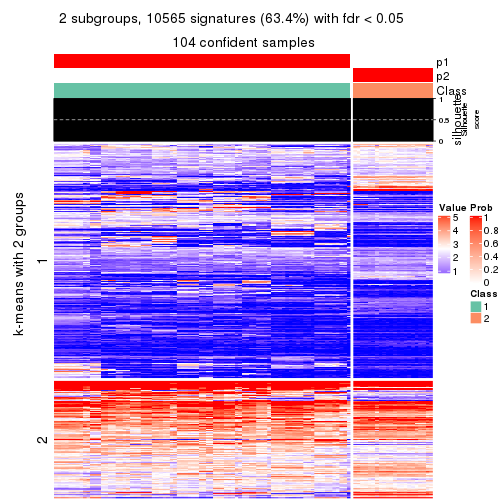 2 subgroups, 10565 signatures (63.4%) with fdr < 0.05
104 confident samples
p1
p2
Class
silhouette
Silhouette
score
1
0.5
0
k-means with 2 groups
1
2
Value
5
4
3
2
1
Prob
1
0.8
0.6
0.4
0.2
0
Class
1
2